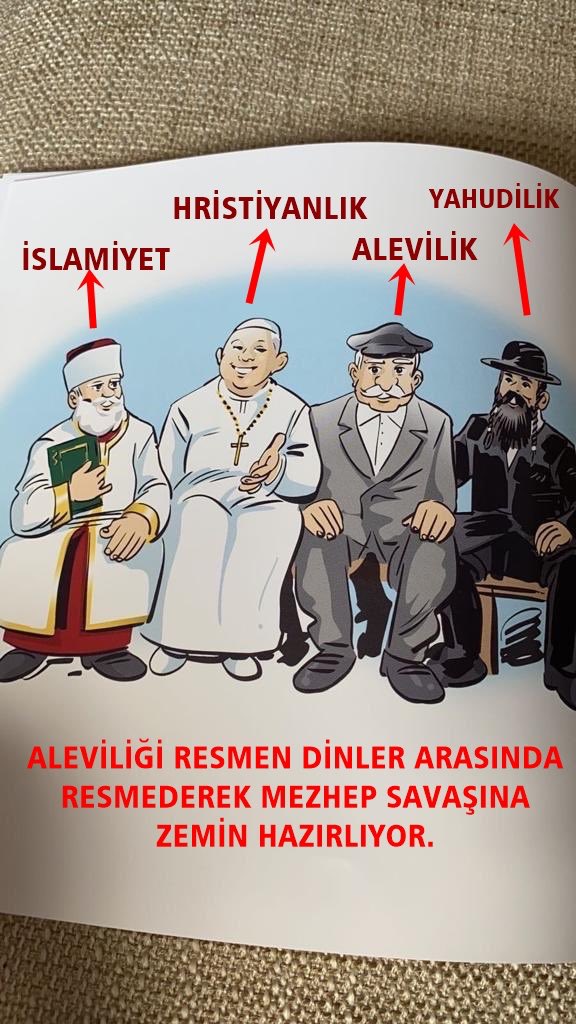 HRİSTİYANLIK
YAHUDİLİK
İSLAMİYET
ALEVİLİK
ALEVİLİĞİ RESMEN DİNLER ARASINDA
RESMEDEREK MEZHEP SAVAŞINA
ZEMİN HAZIRLIYOR.